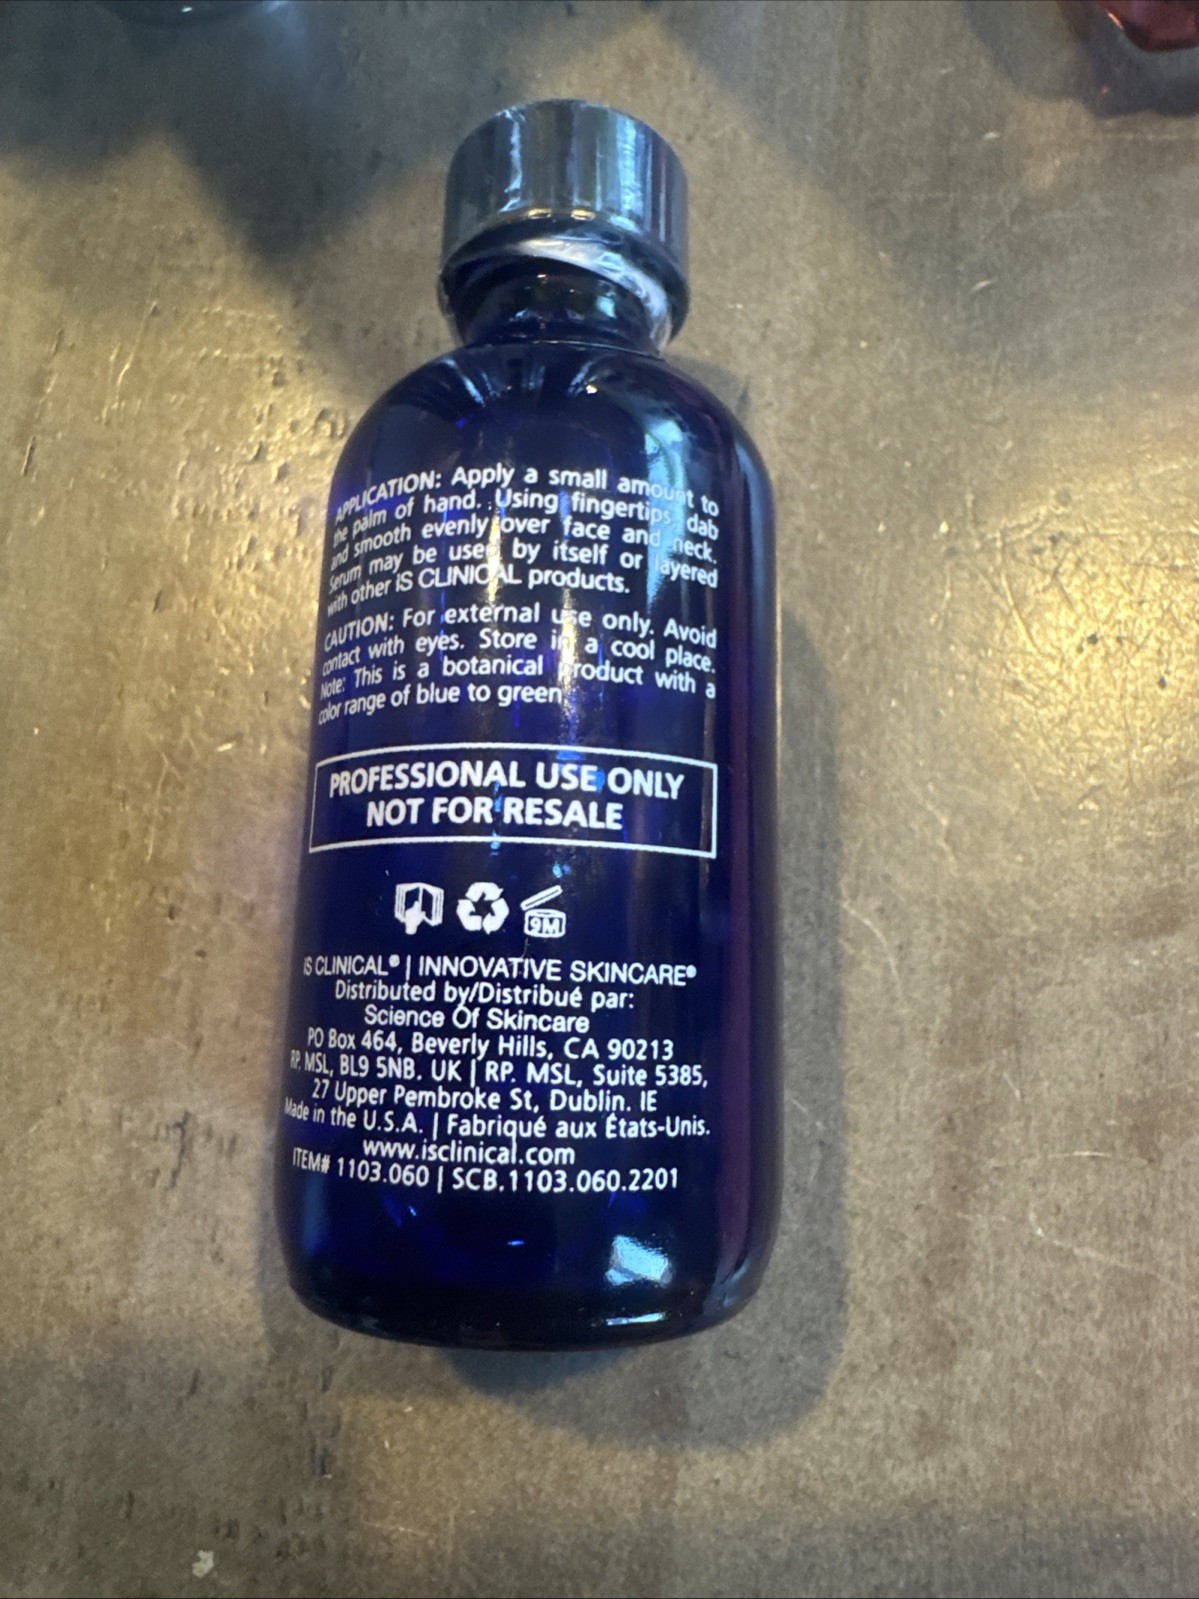 APPLICATION: Apply a small amount to
the palm of hand. Using fingertips, dab
and smooth evenly over face and neck.
Serum may be used by itself or layered
with other iS CLINICAL products.
CAUTION: For external use only. Avoid
contact with eyes. Store in a cool place.
Note: This is a botanical product with a
color range of blue to green.
PROFESSIONAL USE ONLY
NOT FOR RESALE
9M
iS CLINICAL® | INNOVATIVE SKINCARE®
Distributed by/Distribué par:
Science Of Skincare
PO Box 464, Beverly Hills, CA 90213
RP. MSL, BL9 5NB. UK | RP. MSL, Suite 5385,
27 Upper Pembroke St, Dublin. IE
Made in the U.S.A. | Fabriqué aux États-Unis.
www.isclinical.com
ITEM# 1103.060 | SCB.1103.060.2201